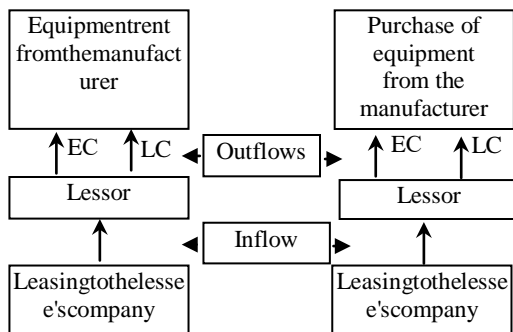 Equipmentrent
fromthemanufact
urer
EC
LC
Lessor
Leasingtothelesse
e'scompany
Outflows
Inflow
Purchase of
equipment
from the
manufacturer
EC
LC
Lessor
Leasingtothelesse
e'scompany